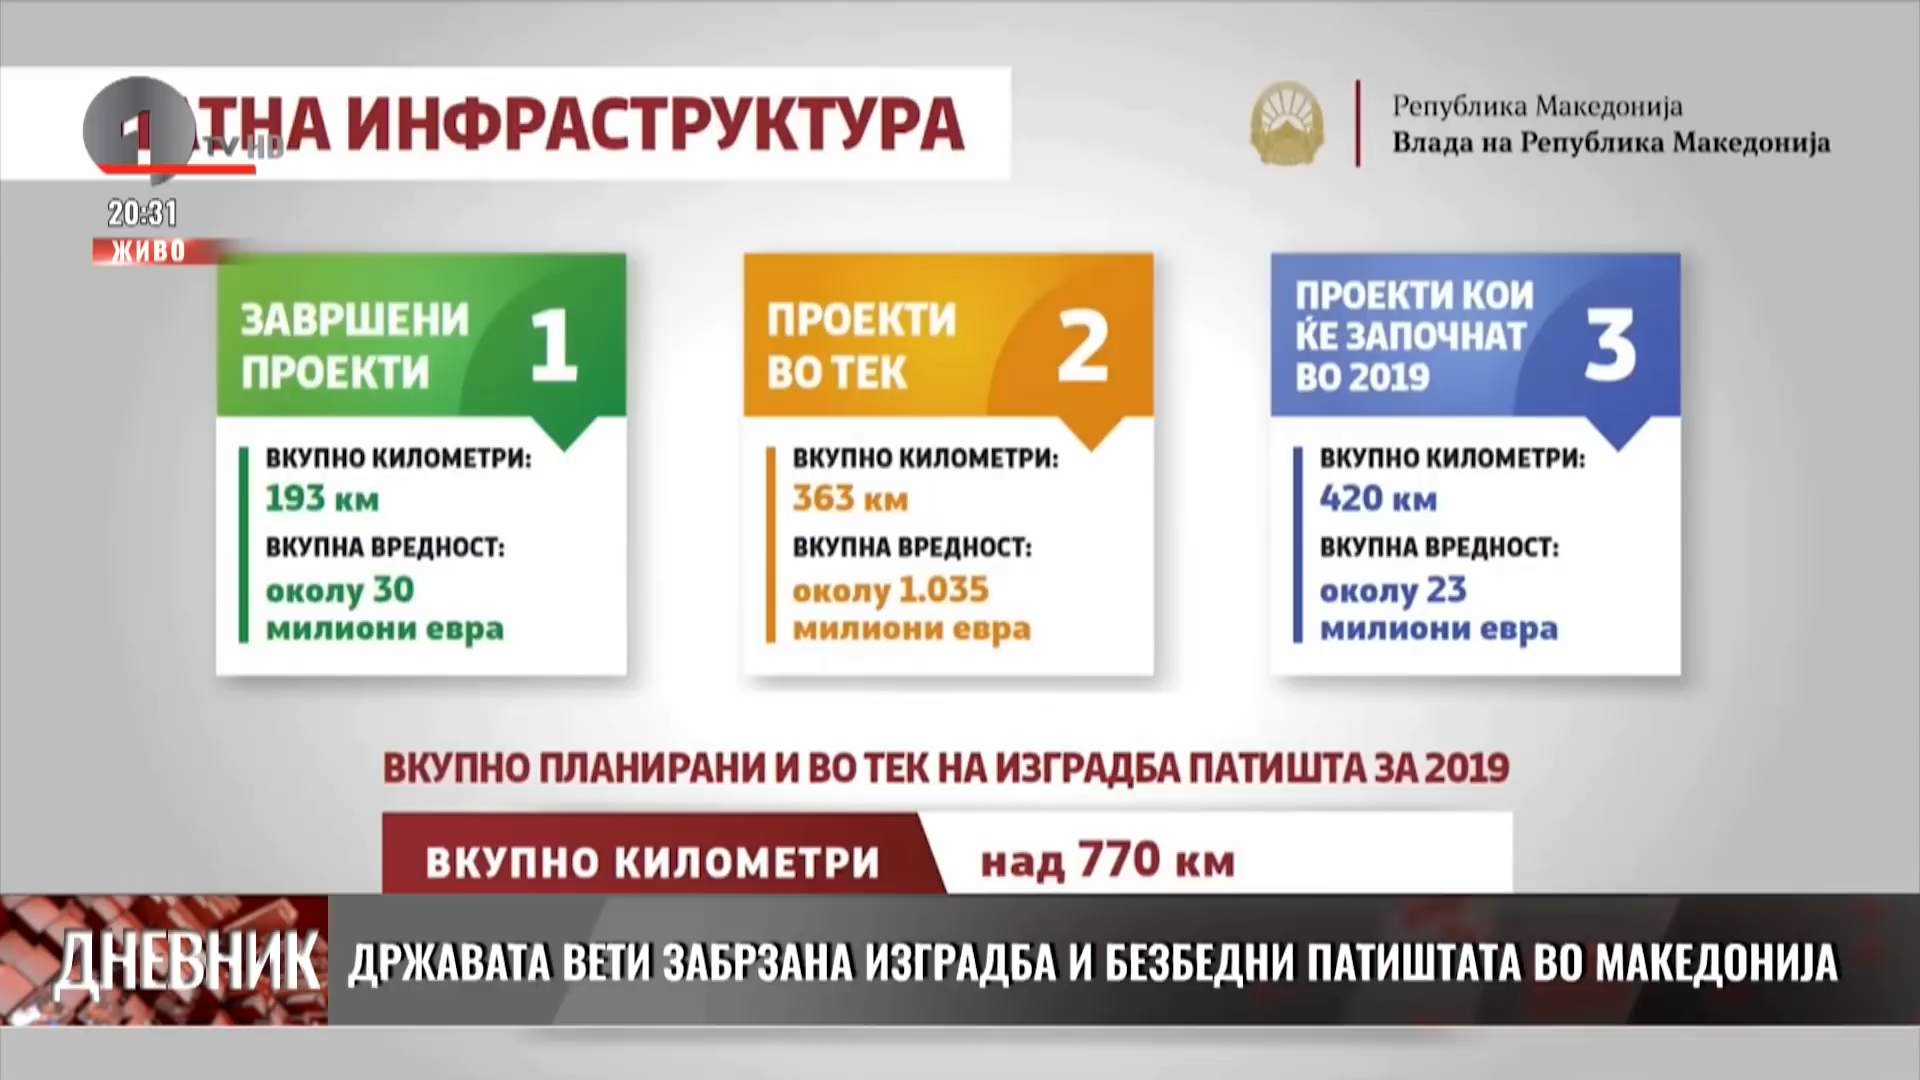 АТНА ИНФРАСТРУКТУРА
1
TV HD
20:31
ЖИВО
Република Македонија
Влада на Република Македонија
ЗАВРШЕНИ
ПРОЕКТИ
1
ВКУПНО КИЛОМЕТРИ:
193 км
ВКУПНА ВРЕДНОСТ:
околу 30
милиони евра
ПРОЕКТИ
ВО ТЕК
2
ВКУПНО КИЛОМЕТРИ:
363 км
ВКУПНА ВРЕДНОСТ:
околу 1.035
милиони евра
ПРОЕКТИ КОИ
ЌЕ ЗАПОЧНАТ
ВО 2019
3
ВКУПНО КИЛОМЕТРИ:
420 км
ВКУПНА ВРЕДНОСТ:
околу 23
милиони евра
ВКУПНО ПЛАНИРАНИ И ВО ТЕК НА ИЗГРАДБА ПАТИШТА ЗА 2019
ВКУПНО КИЛОМЕТРИ
над 770 км
ДНЕВНИК
ДРЖАВАТА ВЕТИ ЗАБРЗАНА ИЗГРАДБА И БЕЗБЕДНИ ПАТИШТАТА ВО МАКЕДОНИЈА